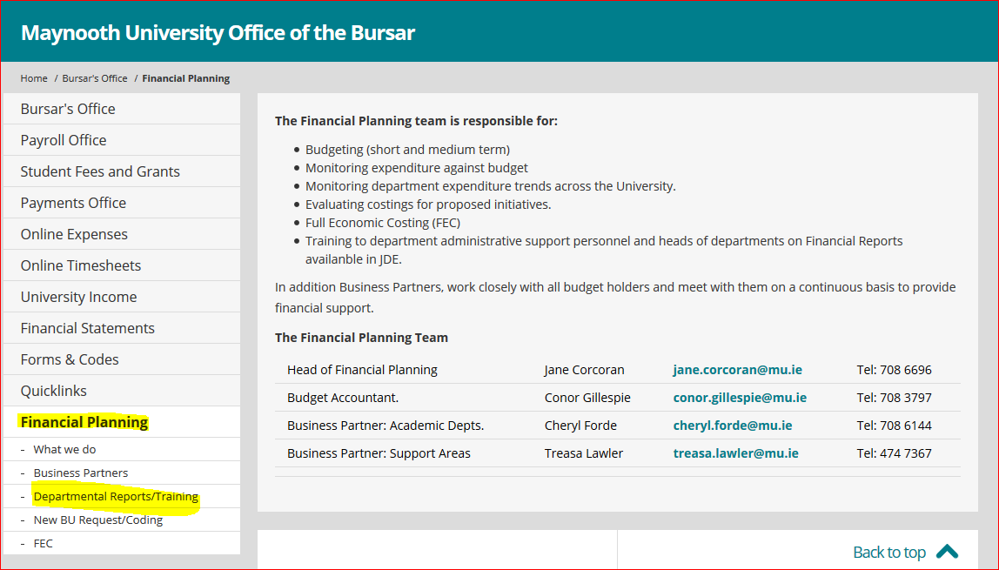 Maynooth University Office of the Bursar
Home / Bursar's Office / Financial Planning
Bursar's Office
Payroll Office
Student Fees and Grants
Payments Office
Online Expenses
Online Timesheets
University Income
Financial Statements
Forms & Codes
Quicklinks
Financial Planning
- What we do
- Business Partners
- Departmental Reports/Training
- New BU Request/Coding
- FEC
The Financial Planning team is responsible for:
• Budgeting (short and medium term)
• Monitoring expenditure against budget
• Monitoring department expenditure trends across the University.
• Evaluating costings for proposed initiatives.
• Full Economic Costing (FEC)
• Training to department administrative support personnel and heads of departments on Financial Reports
availanble in JDE.
In addition Business Partners, work closely with all budget holders and meet with them on a continuous basis to provide
financial support.
The Financial Planning Team
Head of Financial Planning Jane Corcoran jane.corcoran@mu.ie Tel: 708 6696
Budget Accountant. Conor Gillespie conor.gillespie@mu.ie Tel: 708 3797
Business Partner: Academic Depts. Cheryl Forde cheryl.forde@mu.ie Tel: 708 6144
Business Partner: Support Areas Treasa Lawler treasa.lawler@mu.ie Tel: 474 7367
Back to top